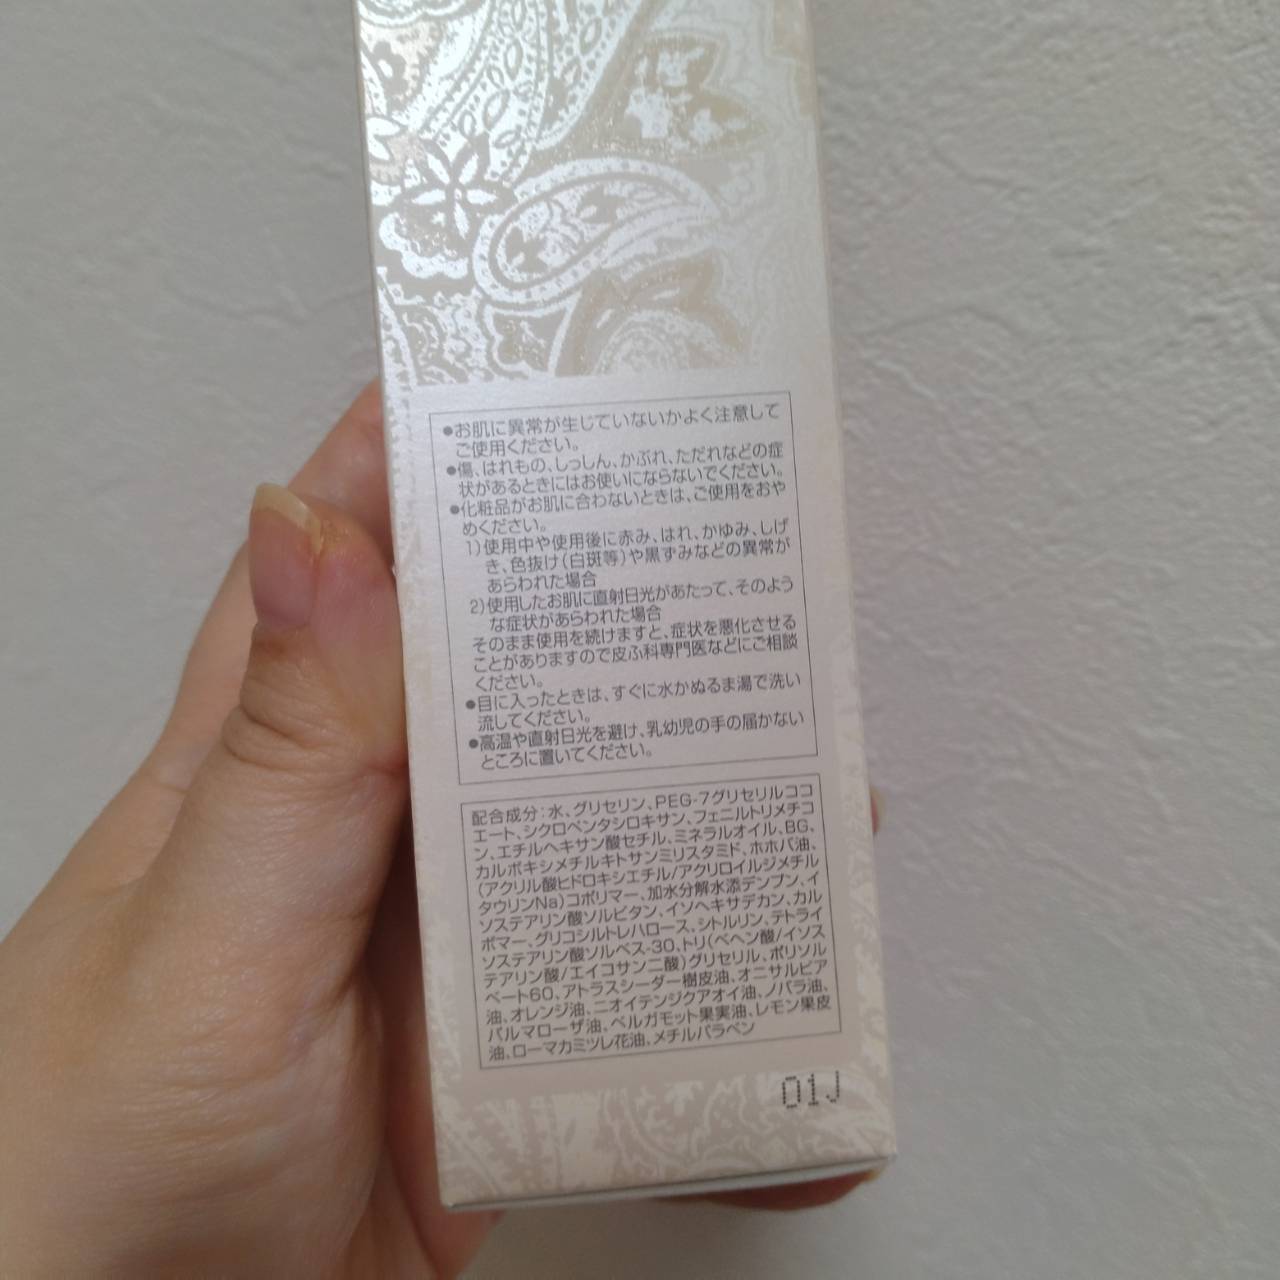 ●お肌に異常が生じていないかよく注意して
ご使用ください。
●傷、はれもの、しっしん、かぶれ、ただれなどの症
状があるときにはお使いにならないでください。
●化粧品がお肌に合わないときは、ご使用をおや
めください。
1)使用中や使用後に赤み、はれ、かゆみ、しげ
き、色抜け(白斑等)や黒ずみなどの異常が
あらわれた場合
2)使用したお肌に直射日光があたって、そのよう
な症状があらわれた場合
そのまま使用を続けますと、症状を悪化させる
ことがありますので皮ふ科専門医などにご相談
ください。
●目に入ったときは、すぐに水かぬるま湯で洗い
流してください。
●高温や直射日光を避け、乳幼児の手の届かない
ところに置いてください。
配合成分:水、グリセリン、PEG-7グリセリルココ
エート、シクロペンタシロキサン、フェニルトリメチコ
ン、エチルヘキサン酸セチル、ミネラルオイル、BG、
カルボキシメチルキトサンミリスタミド、ホホバ油、
(アクリル酸ヒドロキシエチル/アクリロイルジメチル
タウリンNa)コポリマー、加水分解水添デンプン、イ
ソステアリン酸ソルビタン、イソヘキサデカン、カル
ボマー、グリコシルトレハロース、シトルリン、テトライ
ソステアリン酸ソルベス-30、トリ(ベヘン酸/イソス
テアリン酸/エイコサン二酸)グリセリル、ポリソル
ベート60、アトラスシーダー樹皮油、オニサルビア
油、オレンジ油、ニオイテンジクアオイ油、ノバラ油、
パルマローザ油、ベルガモット果実油、レモン果皮
油、ローマカミツレ花油、メチルパラベン
01J